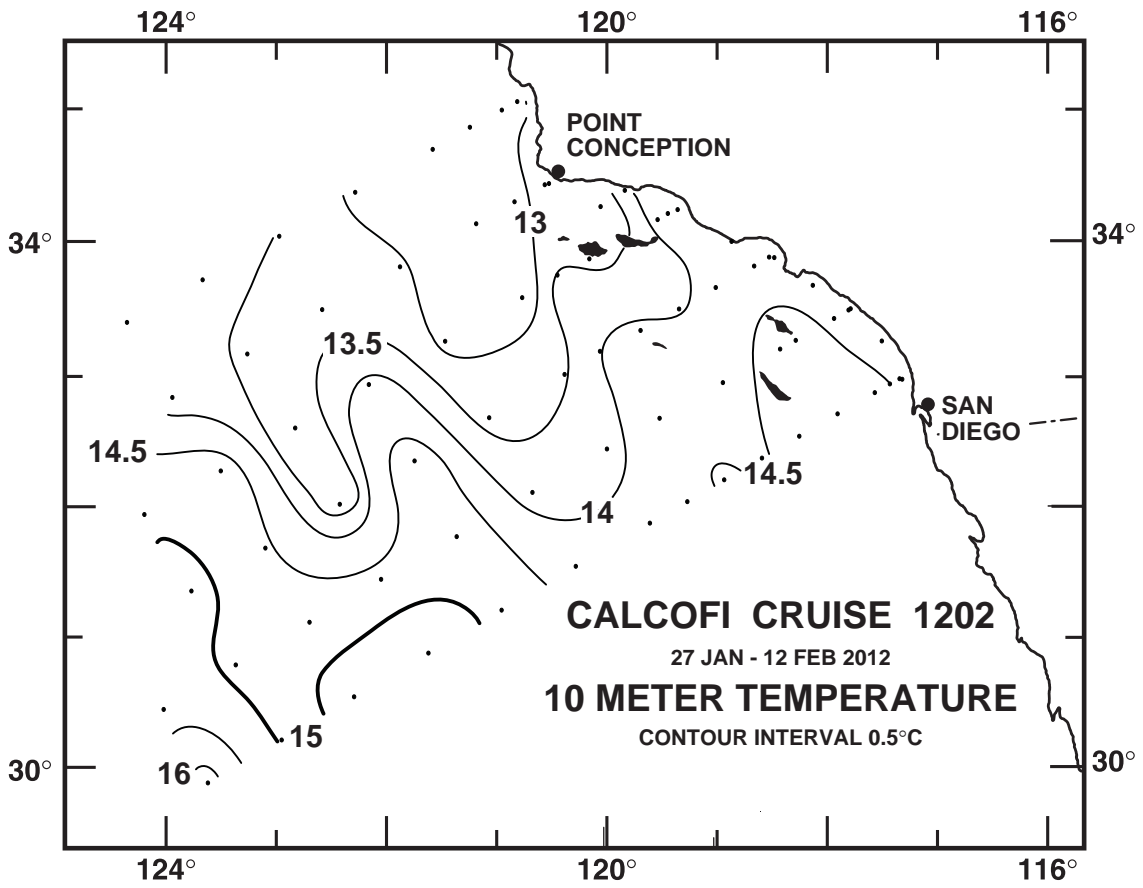 124° 120° 116°
POINT
CONCEPTION
13
34° 34°
13.5
SAN
DIEGO
14.5
14.5
14
CALCOFI CRUISE 1202
27 JAN - 12 FEB 2012
10 METER TEMPERATURE
15
CONTOUR INTERVAL 0.5°C
16
30° 30°
124° 120° 116°